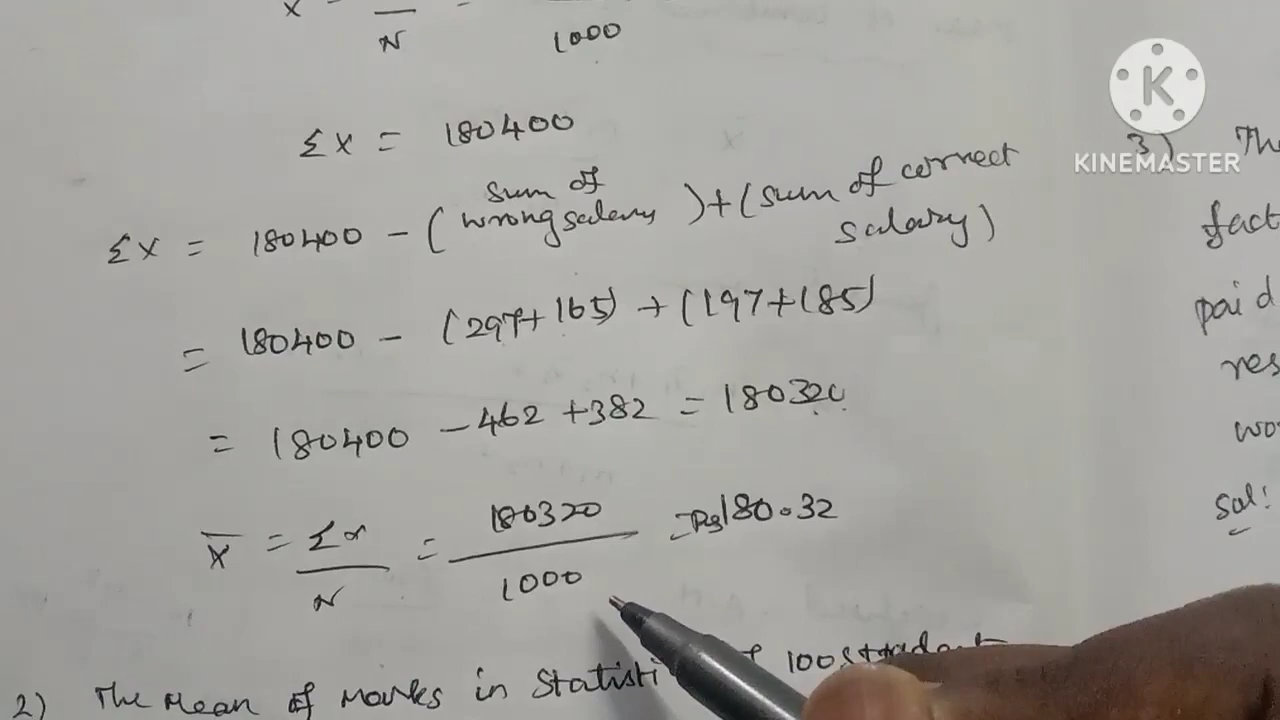 x̄ =
N
1000
Σx = 180400
K
KINEMASTER
Σx = 180400 - (sum of wrong salary) + (sum of correct salary)
= 180400 - (297+165) + (197+185)
= 180400 - 462 + 382 = 180320
x̄ = Σx/N = 180320/1000 = Rs180.32
2) The Mean of Marks in Statisti of 100 Student
3) The
fact
paid
res
wo
Sol: